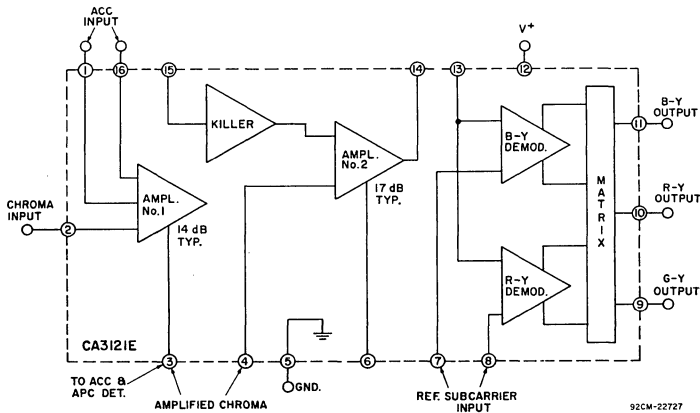 ACC
INPUT
V+
1
16
15
14
13
12
KILLER
AMPL.
No.1
14 dB
TYP.
AMPL.
No.2
17 dB
TYP.
B-Y
DEMOD.
R-Y
DEMOD.
MATRIX
B-Y
OUTPUT
11
R-Y
OUTPUT
10
G-Y
OUTPUT
9
CHROMA
INPUT
2
CA3121E
3
4
5
6
7
8
TO ACC &
APC DET.
AMPLIFIED CHROMA
GND.
REF. SUBCARRIER
INPUT
92CM-22727